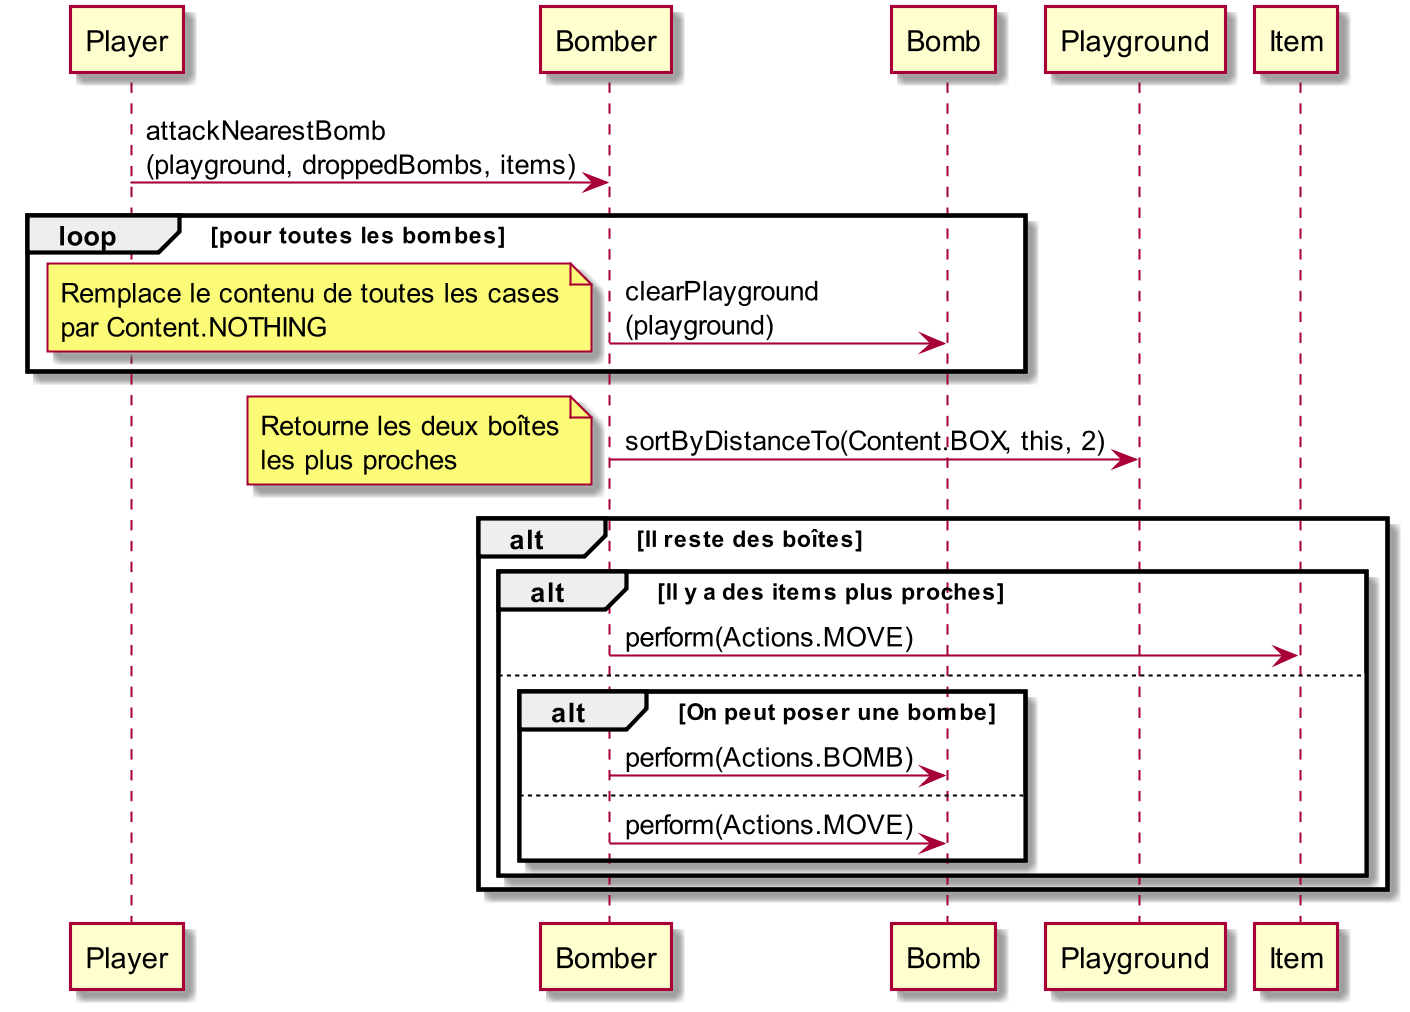 Player
Bomber
Bomb
Playground
Item
attackNearestBomb
(playground, droppedBombs, items)
loop
[pour toutes les bombes]
Remplace le contenu de toutes les cases
par Content.NOTHING
clearPlayground
(playground)
Retourne les deux boîtes
les plus proches
sortByDistanceTo(Content.BOX, this, 2)
alt
[Il reste des boîtes]
alt
[Il y a des items plus proches]
perform(Actions.MOVE)
alt
[On peut poser une bombe]
perform(Actions.BOMB)
perform(Actions.MOVE)
Player
Bomber
Bomb
Playground
Item